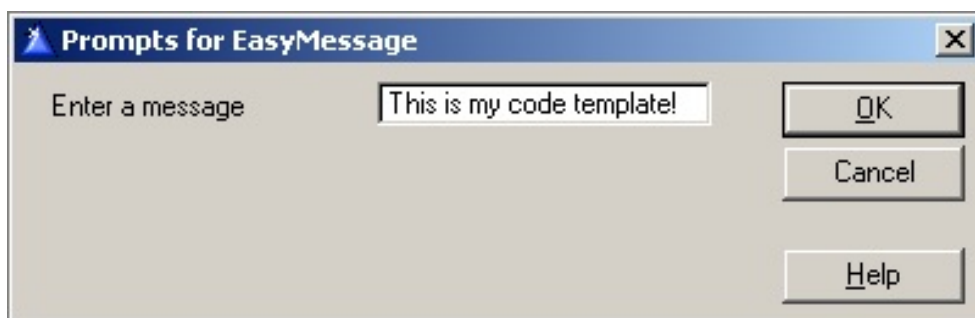 Prompts for EasyMessage
Enter a message
This is my code template!
OK
Cancel
Help